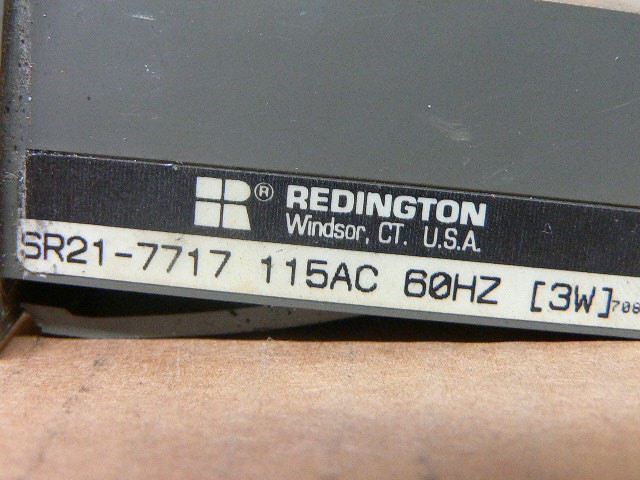 R® REDINGTON
Windsor, CT. U.S.A.
SR21-7717 115AC 60HZ [3W]